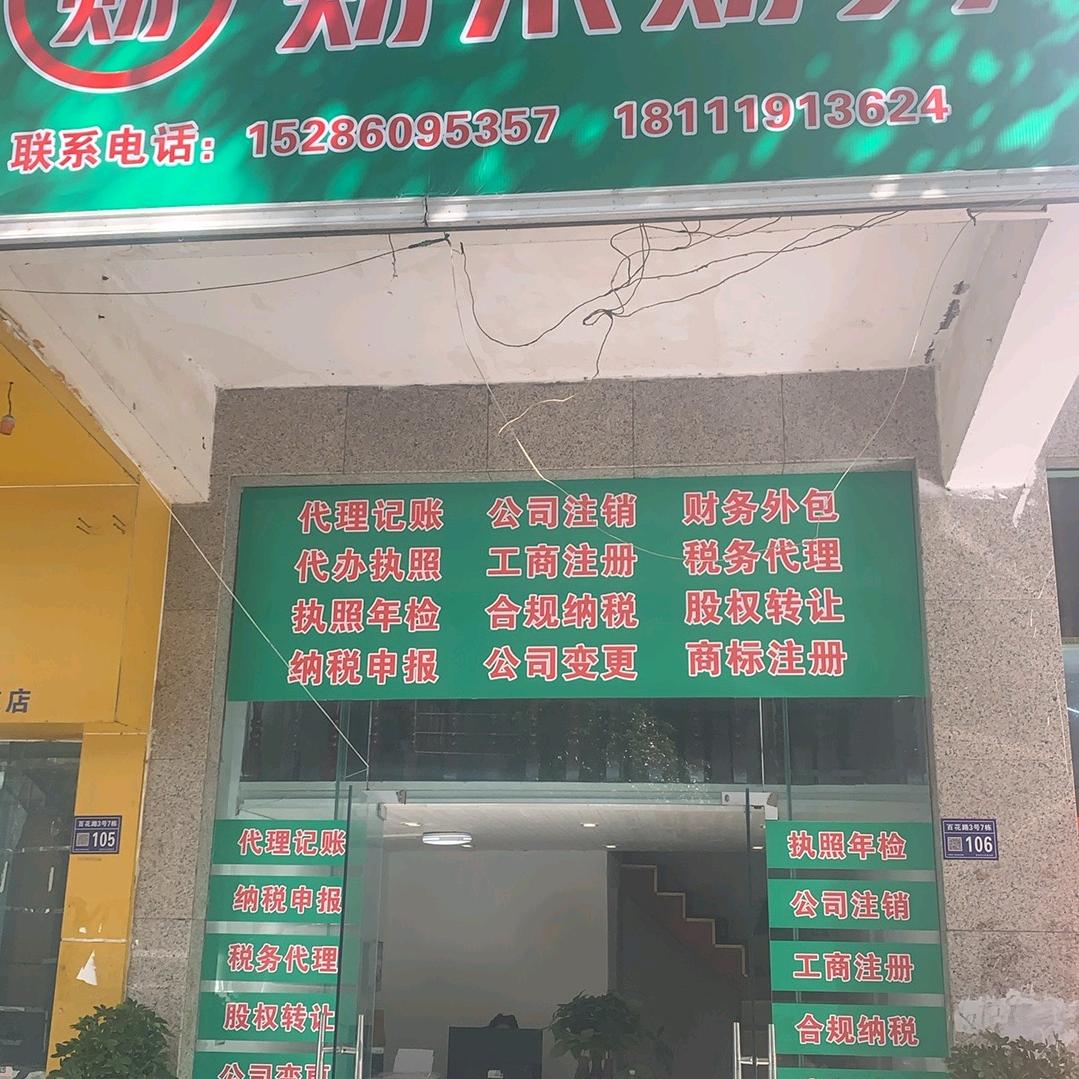 联系电话：15286095357 18111913624
代理记账 公司注销 财务外包
代办执照 工商注册 税务代理
执照年检 合规纳税 股权转让
纳税申报 公司变更 商标注册
店
百花路3号7栋
105
百花路3号7栋
106
代理记账
纳税申报
税务代理
股权转让
公司变更
执照年检
公司注销
工商注册
合规纳税